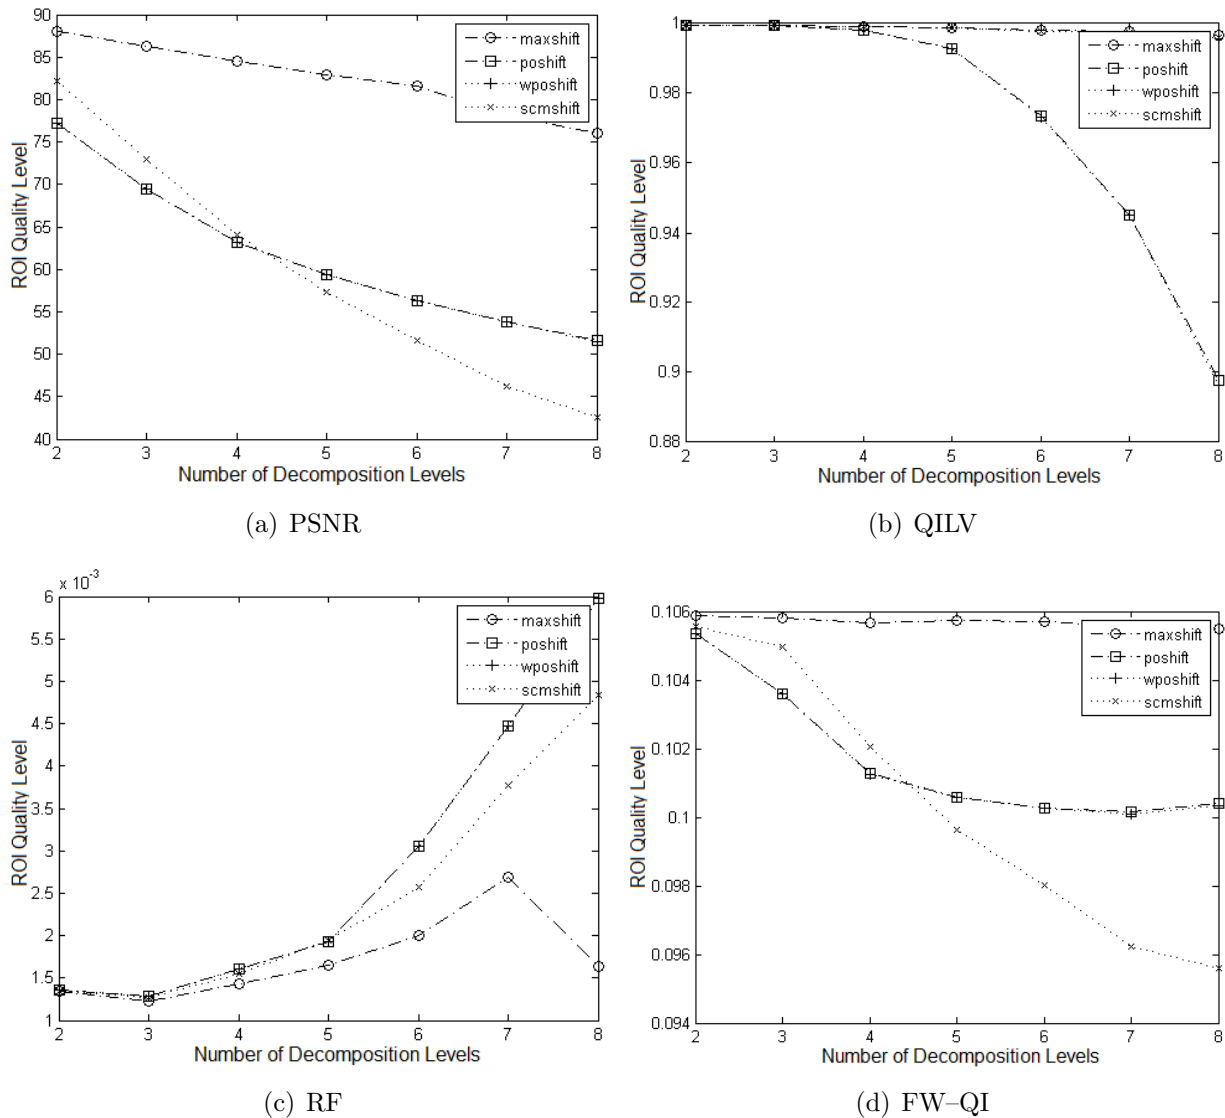 90
85
80
75
70
65
60
55
50
45
40
ROI Quality Level
maxshift
poshift
wposhift
scmshift
2 3 4 5 6 7 8
Number of Decomposition Levels
(a) PSNR
1
0.98
0.96
0.94
0.92
0.9
0.88
ROI Quality Level
maxshift
poshift
wposhift
scmshift
2 3 4 5 6 7 8
Number of Decomposition Levels
(b) QILV
x 10-3
6
5.5
5
4.5
4
3.5
3
2.5
2
1.5
1
ROI Quality Level
maxshift
poshift
wposhift
scmshift
2 3 4 5 6 7 8
Number of Decomposition Levels
(c) RF
0.106
0.104
0.102
0.1
0.098
0.096
0.094
ROI Quality Level
maxshift
poshift
wposhift
scmshift
2 3 4 5 6 7 8
Number of Decomposition Levels
(d) FW–QI